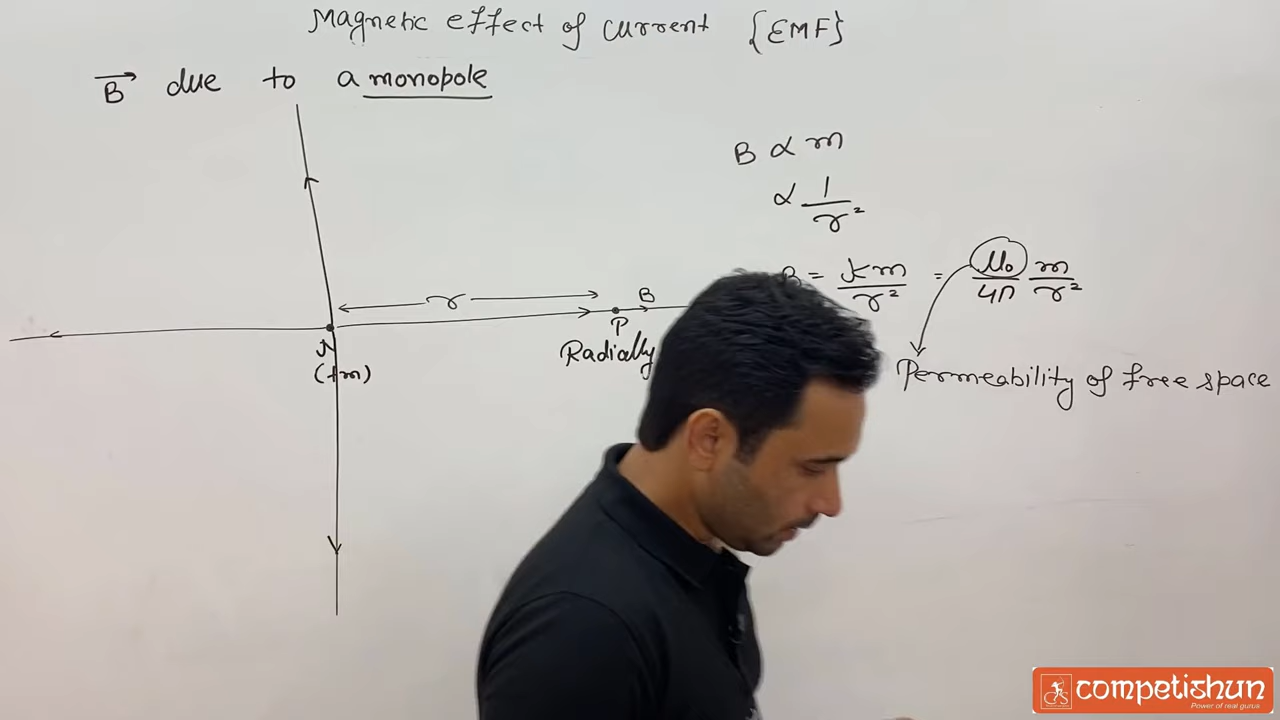 Magnetic effect of current {EMF}
B→ due to a monopole
B ∝ m
∝ 1/r²
B = km/r² = μ₀/4π m/r²
r
B
P
N
(+m)
Radially
Permeability of free space
competishun
Power of real gurus